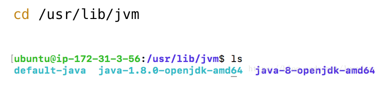 cd /usr/lib/jvm
ubuntu@ip-172-31-3-56:/usr/lib/jvm$ ls
default-java java-1.8.0-openjdk-amd64 java-8-openjdk-amd64